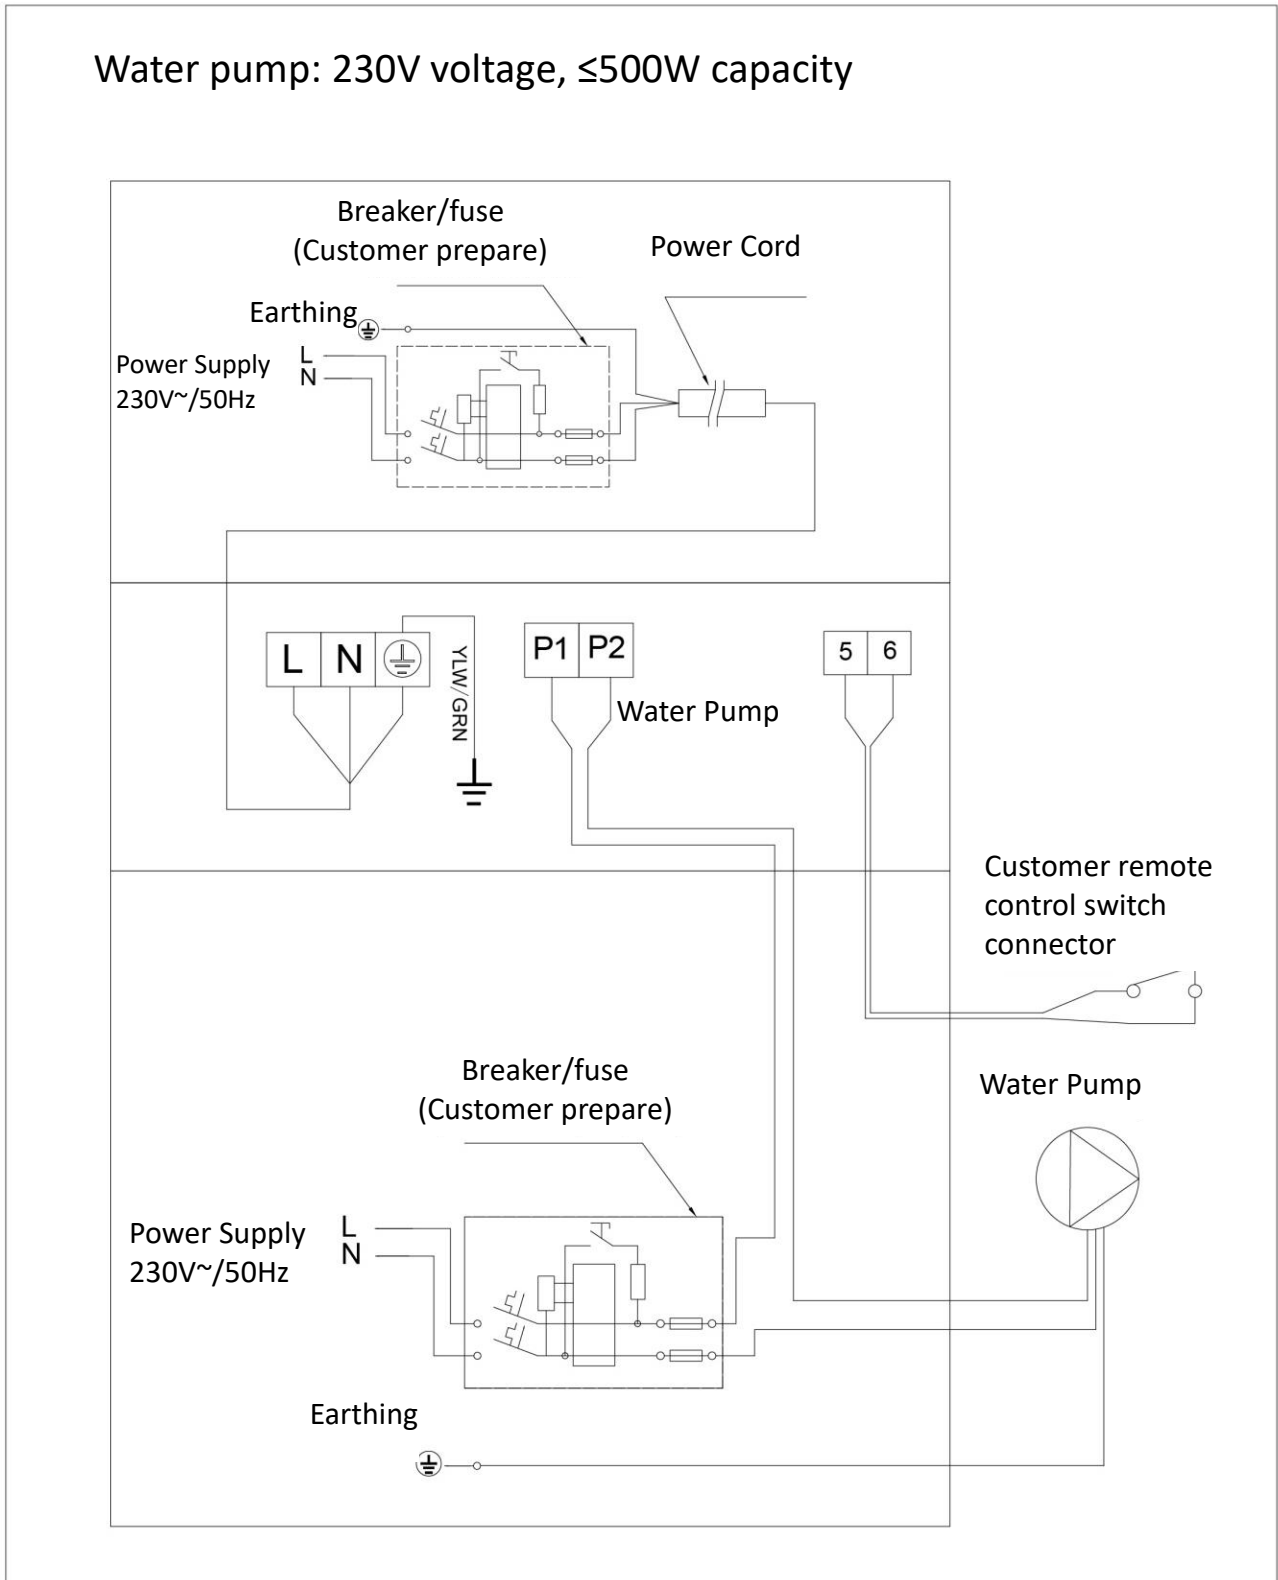 Water pump: 230V voltage, ≤500W capacity
Breaker/fuse
(Customer prepare)
Power Cord
Earthing
Power Supply
230V~/50Hz
L
N
L N
YLW/GRN
P1 P2
Water Pump
5 6
Customer remote
control switch
connector
Breaker/fuse
(Customer prepare)
Water Pump
Power Supply
230V~/50Hz
L
N
Earthing